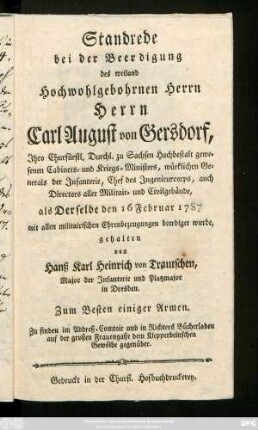 Standrede
bei der Beerdigung
des weiland
Hochwohlgebohrnen Herrn
Herrn
Carl August von Gersdorf,
Ihro Churfürstl. Durchl. zu Sachsen Hochbestalt gewe-
senen Cabinets- und Kriegs-Ministers, würklichen Ge-
nerals der Infanterie, Chef des Ingenieurcorps, auch
Directors aller Militair- und Civilgebäude,
als Derselbe den 16 Februar 1787
mit allen militairischen Ehrenbezeugungen beerdiget wurde,
gehalten
von
Hanß Karl Heinrich von Trautschen,
Major der Infanterie und Platzmajor
in Dresden.
Zum Besten einiger Armen.
Zu finden im Addreß-Comtoir und in Richters Bücherladen
auf der großen Frauengaße dem Klepperbeinschen
Gewölbe gegenüber.
Gedruckt in der Churfl. Hofbuchdruckerey.